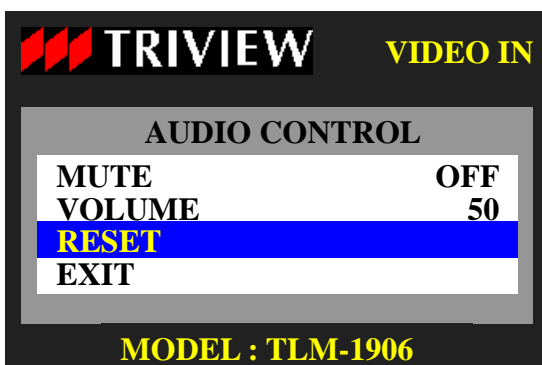 TRIVIEW VIDEO IN
AUDIO CONTROL
MUTE OFF
VOLUME 50
RESET
EXIT
MODEL : TLM-1906